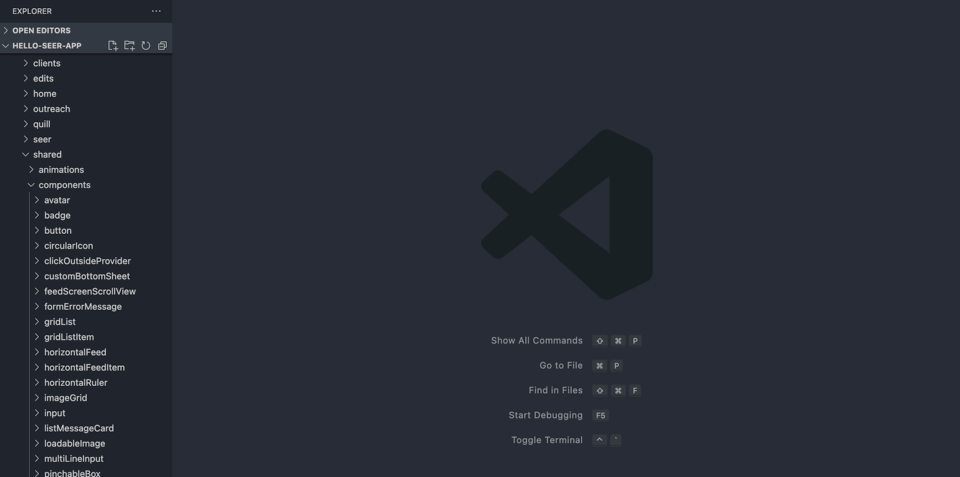 EXPLORER
OPEN EDITORS
HELLO-SEER-APP
clients
edits
home
outreach
quill
seer
shared
animations
components
avatar
badge
button
circularIcon
clickOutsideProvider
customBottomSheet
feedScreenScrollView
formErrorMessage
gridList
gridListItem
horizontalFeed
horizontalFeedItem
horizontalRuler
imageGrid
input
listMessageCard
loadableImage
multiLineInput
pinchableBox
Show All Commands ⇧ ⌘ P
Go to File ⌘ P
Find in Files ⇧ ⌘ F
Start Debugging F5
Toggle Terminal ⌃ `